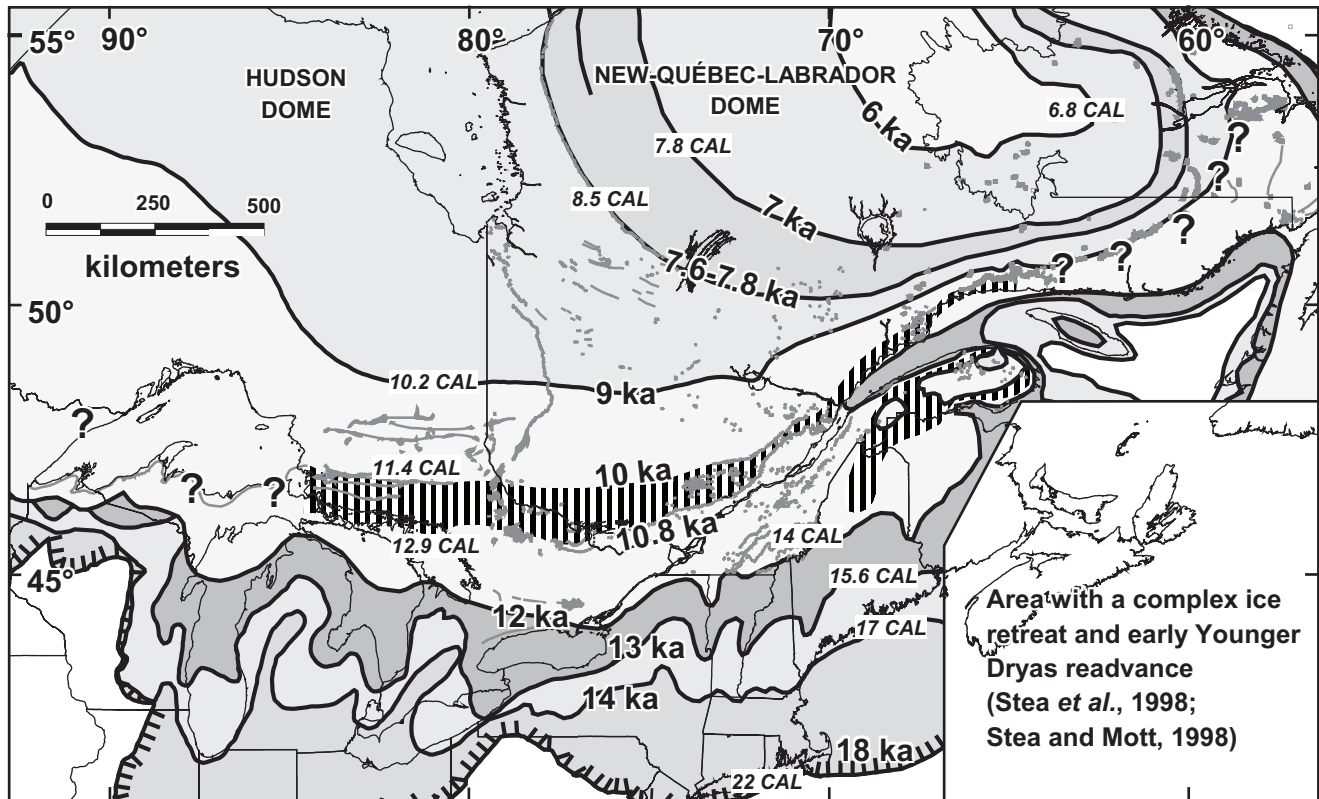 55° 90° 80° 70° 60°
HUDSON
DOME
NEW-QUÉBEC-LABRADOR
DOME
6 ka
6.8 CAL
7.8 CAL
?
?
8.5 CAL
0 250 500
kilometers
7 ka
?
7.6-7.8 ka
?
?
50°
10.2 CAL
9 ka
?
11.4 CAL
10 ka
?
?
12.9 CAL
10.8 ka
14 CAL
45°
15.6 CAL
12 ka
17 CAL
13 ka
14 ka
18 ka
22 CAL
Area with a complex ice
retreat and early Younger
Dryas readvance
(Stea et al., 1998;
Stea and Mott, 1998)